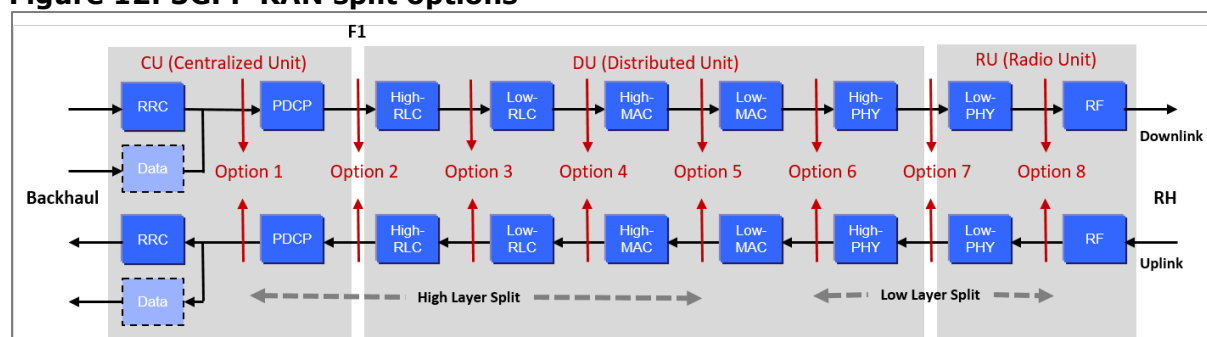 Figure 12: 3GPP RAN split options
F1
CU (Centralized Unit)
DU (Distributed Unit)
RU (Radio Unit)
RRC
PDCP
High-
RLC
Low-
RLC
High-
MAC
Low-
MAC
High-
PHY
Low-
PHY
RF
Downlink
Data
Backhaul
Option 1
Option 2
Option 3
Option 4
Option 5
Option 6
Option 7
Option 8
RH
RRC
PDCP
High-
RLC
Low-
RLC
High-
MAC
Low-
MAC
High-
PHY
Low-
PHY
RF
Uplink
Data
High Layer Split
Low Layer Split